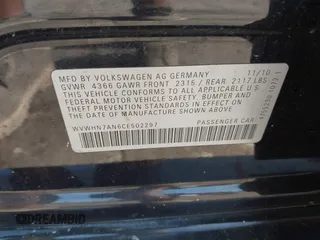 MFD. BY VOLKSWAGEN AG GERMANY 11/10
GVWR 4366 GAWR FRONT 2315 / REAR 2117 LBS
THIS VEHICLE CONFORMS TO ALL APPLICABLE U.S.
FEDERAL MOTOR VEHICLE SAFETY, BUMPER, AND
THEFT PREVENTION STANDARDS IN EFFECT ON THE
DATE OF MANUFACTURE SHOWN ABOVE.
WVWHN7AN6CE502297 PASSENGER CAR
DREAMBID